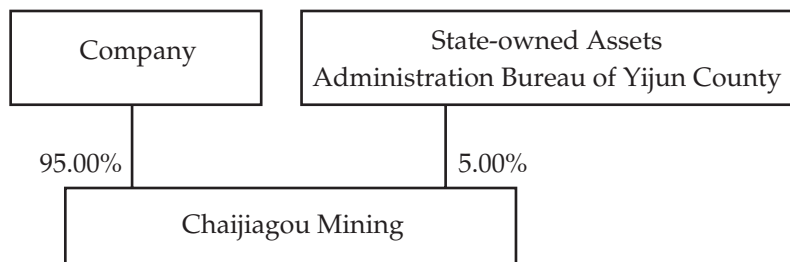 Company
State-owned Assets
Administration Bureau of Yijun County
95.00%
5.00%
Chaijiagou Mining